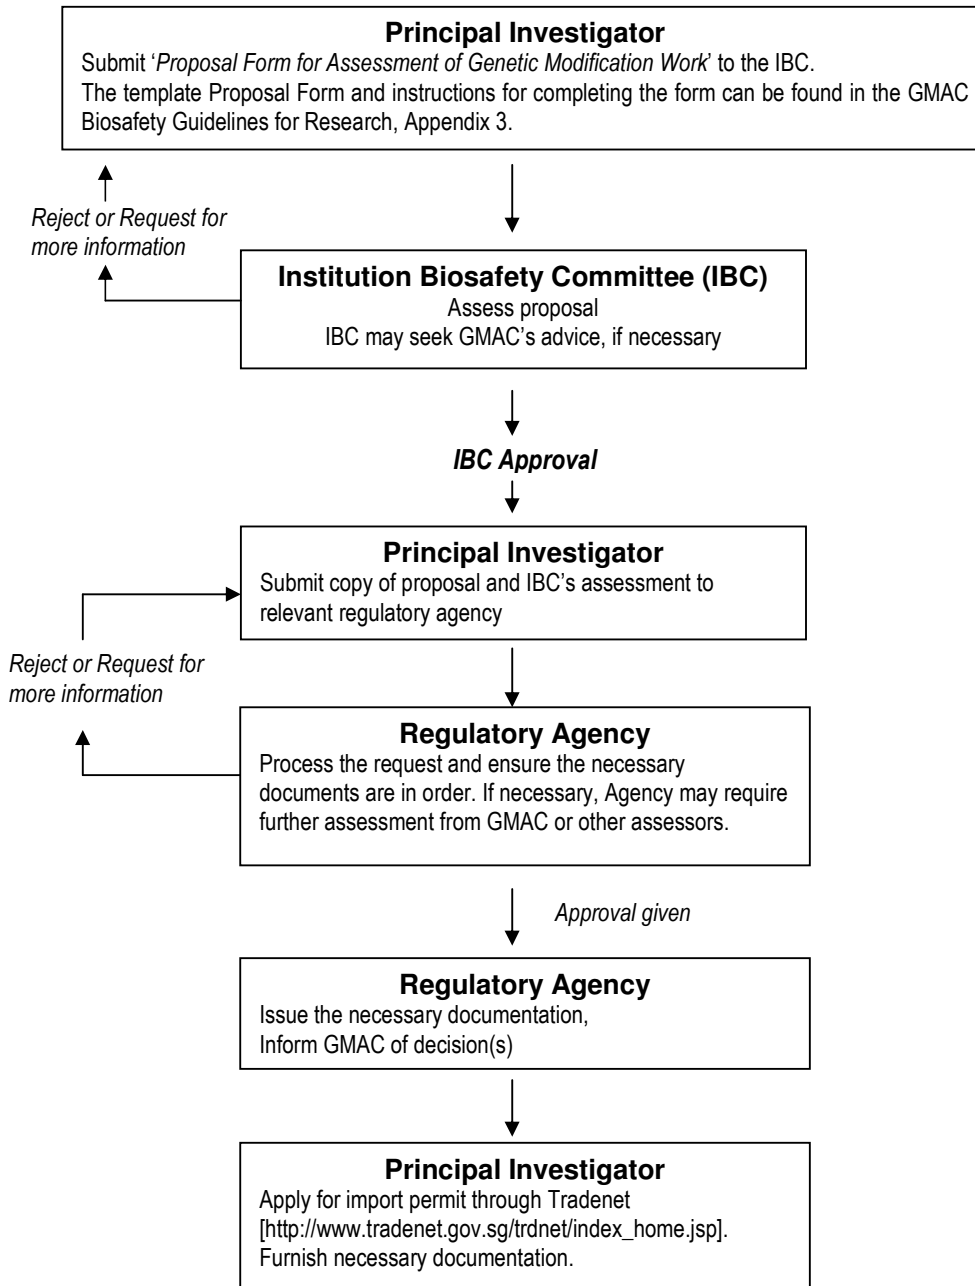 Principal Investigator
Submit ‘Proposal Form for Assessment of Genetic Modification Work’ to the IBC.
The template Proposal Form and instructions for completing the form can be found in the GMAC
Biosafety Guidelines for Research, Appendix 3.
Reject or Request for
more information
Institution Biosafety Committee (IBC)
Assess proposal
IBC may seek GMAC’s advice, if necessary
IBC Approval
Principal Investigator
Submit copy of proposal and IBC’s assessment to
relevant regulatory agency
Reject or Request for
more information
Regulatory Agency
Process the request and ensure the necessary
documents are in order. If necessary, Agency may require
further assessment from GMAC or other assessors.
Approval given
Regulatory Agency
Issue the necessary documentation,
Inform GMAC of decision(s)
Principal Investigator
Apply for import permit through Tradenet
[http://www.tradenet.gov.sg/trdnet/index_home.jsp].
Furnish necessary documentation.